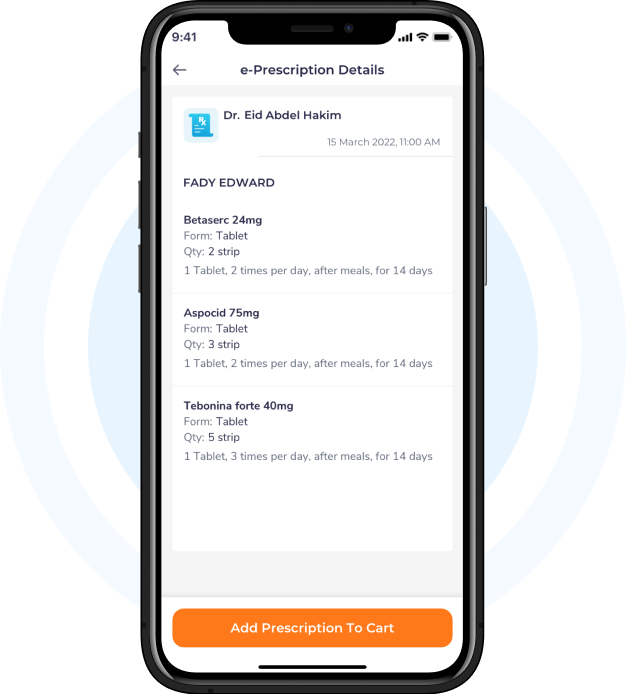 9:41
e-Prescription Details
Rx
Dr. Eid Abdel Hakim
15 March 2022, 11:00 AM
FADY EDWARD
Betaserc 24mg
Form: Tablet
Qty: 2 strip
1 Tablet, 2 times per day, after meals, for 14 days
Aspocid 75mg
Form: Tablet
Qty: 3 strip
1 Tablet, 2 times per day, after meals, for 14 days
Tebonina forte 40mg
Form: Tablet
Qty: 5 strip
1 Tablet, 3 times per day, after meals, for 14 days
Add Prescription To Cart